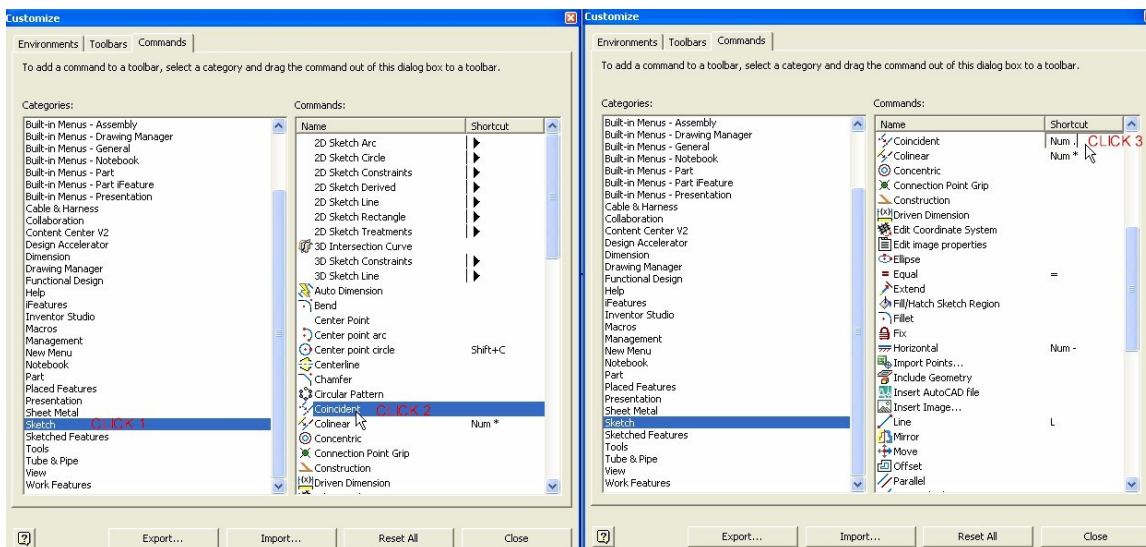 Customize
Environments Toolbars Commands
To add a command to a toolbar, select a category and drag the command out of this dialog box to a toolbar.
Categories:
Built-in Menus - Assembly
Built-in Menus - Drawing Manager
Built-in Menus - General
Built-in Menus - Notebook
Built-in Menus - Part
Built-in Menus - Part iFeature
Built-in Menus - Presentation
Cable & Harness
Collaboration
Content Center V2
Design Accelerator
Dimension
Drawing Manager
Functional Design
Help
iFeatures
Inventor Studio
Macros
Management
New Menu
Notebook
Part
Placed Features
Presentation
Sheet Metal
Sketch CLICK 1
Sketched Features
Tools
Tube & Pipe
View
Work Features
Commands:
Name Shortcut
2D Sketch Arc
2D Sketch Circle
2D Sketch Constraints
2D Sketch Derived
2D Sketch Line
2D Sketch Rectangle
2D Sketch Treatments
3D Intersection Curve
3D Sketch Constraints
3D Sketch Line
Auto Dimension
Bend
Center Point
Center point arc
Center point circle Shift+C
Centerline
Chamfer
Circular Pattern
Coincident CLICK 2
Colinear Num *
Concentric
Connection Point Grip
Construction
Driven Dimension
Export... Import... Reset All Close
Customize
Environments Toolbars Commands
To add a command to a toolbar, select a category and drag the command out of this dialog box to a toolbar.
Categories:
Built-in Menus - Assembly
Built-in Menus - Drawing Manager
Built-in Menus - General
Built-in Menus - Notebook
Built-in Menus - Part
Built-in Menus - Part iFeature
Built-in Menus - Presentation
Cable & Harness
Collaboration
Content Center V2
Design Accelerator
Dimension
Drawing Manager
Functional Design
Help
iFeatures
Inventor Studio
Macros
Management
New Menu
Notebook
Part
Placed Features
Presentation
Sheet Metal
Sketch
Sketched Features
Tools
Tube & Pipe
View
Work Features
Commands:
Name Shortcut
Coincident Num . CLICK 3
Colinear Num *
Concentric
Connection Point Grip
Construction
Driven Dimension
Edit Coordinate System
Edit image properties
Ellipse
Equal =
Extend
Fill/Hatch Sketch Region
Fillet
Fix
Horizontal Num -
Import Points...
Include Geometry
Insert AutoCAD file
Insert Image...
Line L
Mirror
Move
Offset
Parallel
Export... Import... Reset All Close